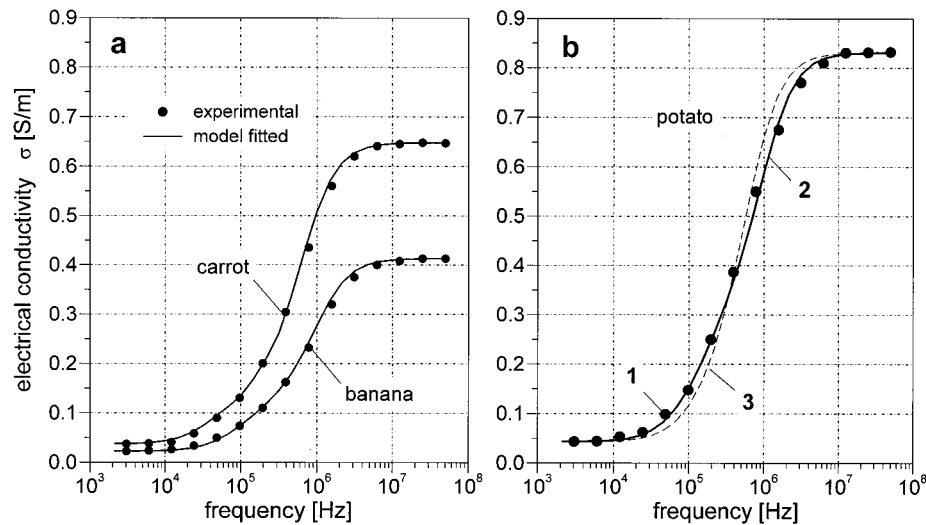 a
electrical conductivity σ [S/m]
0.9
0.8
0.7
0.6
0.5
0.4
0.3
0.2
0.1
0.0
experimental
model fitted
carrot
banana
10³ 10⁴ 10⁵ 10⁶ 10⁷ 10⁸
frequency [Hz]
b
0.9
0.8
0.7
0.6
0.5
0.4
0.3
0.2
0.1
0.0
potato
2
1
3
10³ 10⁴ 10⁵ 10⁶ 10⁷ 10⁸
frequency [Hz]